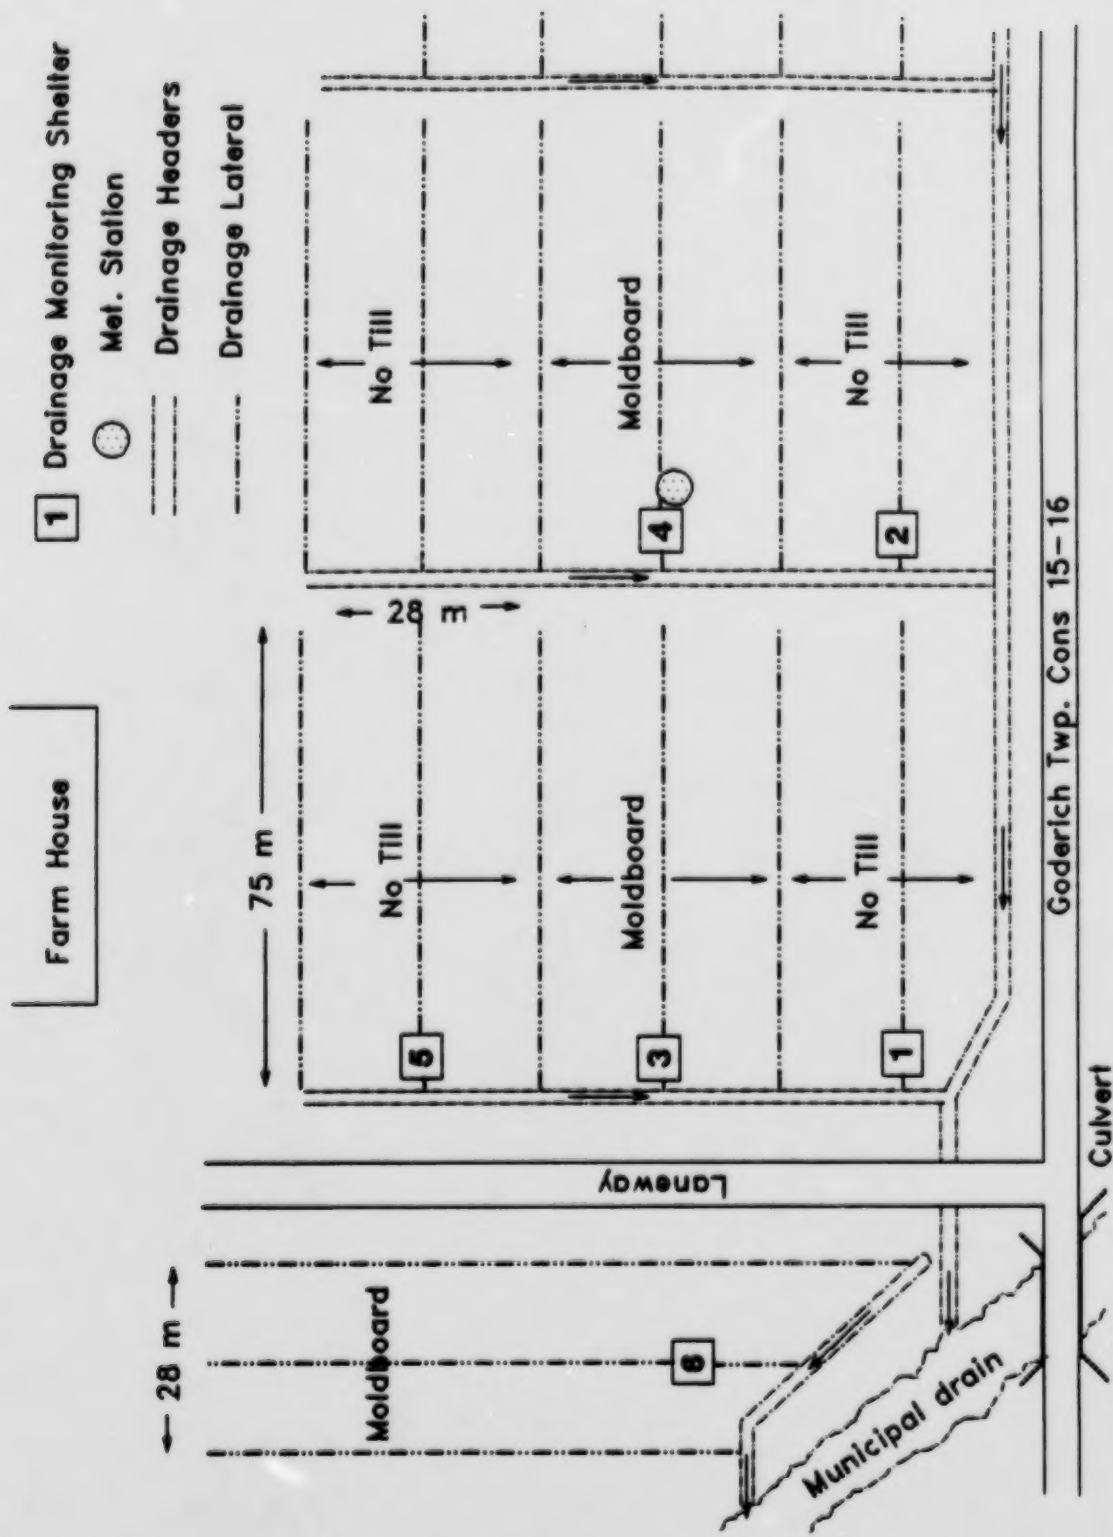 Farm House
1 Drainage Monitoring Shelter
Met. Station
Drainage Headers
Drainage Lateral
28 m
75 m
Moldboard
No Till
No Till
5
28 m
Laneway
Moldboard
Moldboard
3
4
6
No Till
No Till
1
2
Municipal drain
Goderich Twp. Cons 15-16
Culvert